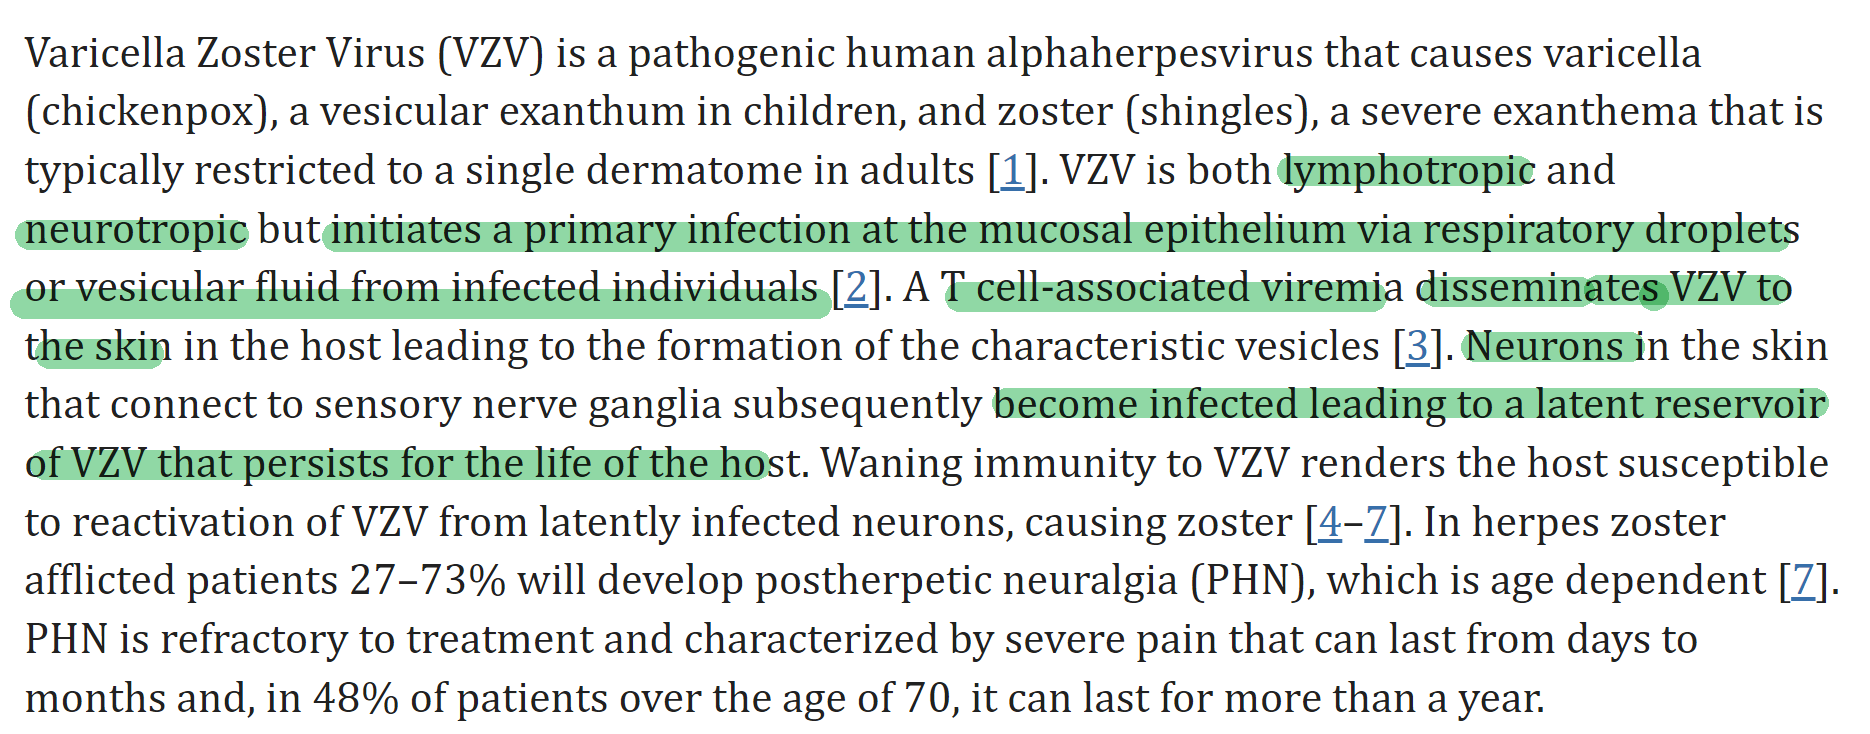 Varicella Zoster Virus (VZV) is a pathogenic human alphaherpesvirus that causes varicella
(chickenpox), a vesicular exanthum in children, and zoster (shingles), a severe exanthema that is
typically restricted to a single dermatome in adults [1]. VZV is both lymphotropic and
neurotropic but initiates a primary infection at the mucosal epithelium via respiratory droplets
or vesicular fluid from infected individuals [2]. A T cell-associated viremia disseminates VZV to
the skin in the host leading to the formation of the characteristic vesicles [3]. Neurons in the skin
that connect to sensory nerve ganglia subsequently become infected leading to a latent reservoir
of VZV that persists for the life of the host. Waning immunity to VZV renders the host susceptible
to reactivation of VZV from latently infected neurons, causing zoster [4–7]. In herpes zoster
afflicted patients 27–73% will develop postherpetic neuralgia (PHN), which is age dependent [7].
PHN is refractory to treatment and characterized by severe pain that can last from days to
months and, in 48% of patients over the age of 70, it can last for more than a year.